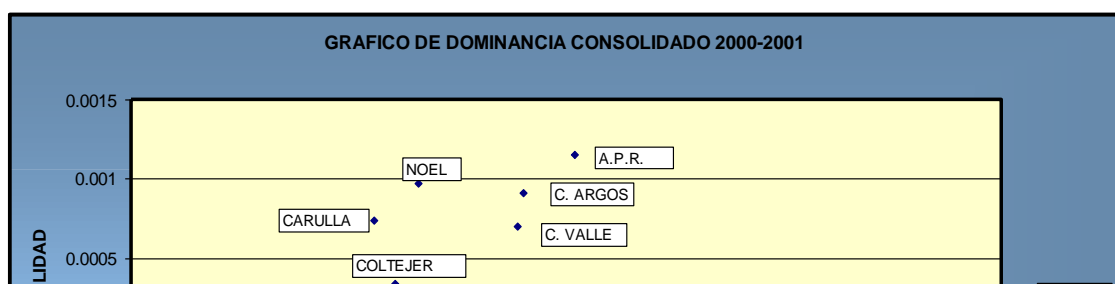 GRAFICO DE DOMINANCIA CONSOLIDADO 2000-2001
0.0015
A.P.R.
NOEL
0.001
C. ARGOS
CARULLA
C. VALLE
LIDAD
0.0005
COLTEJER